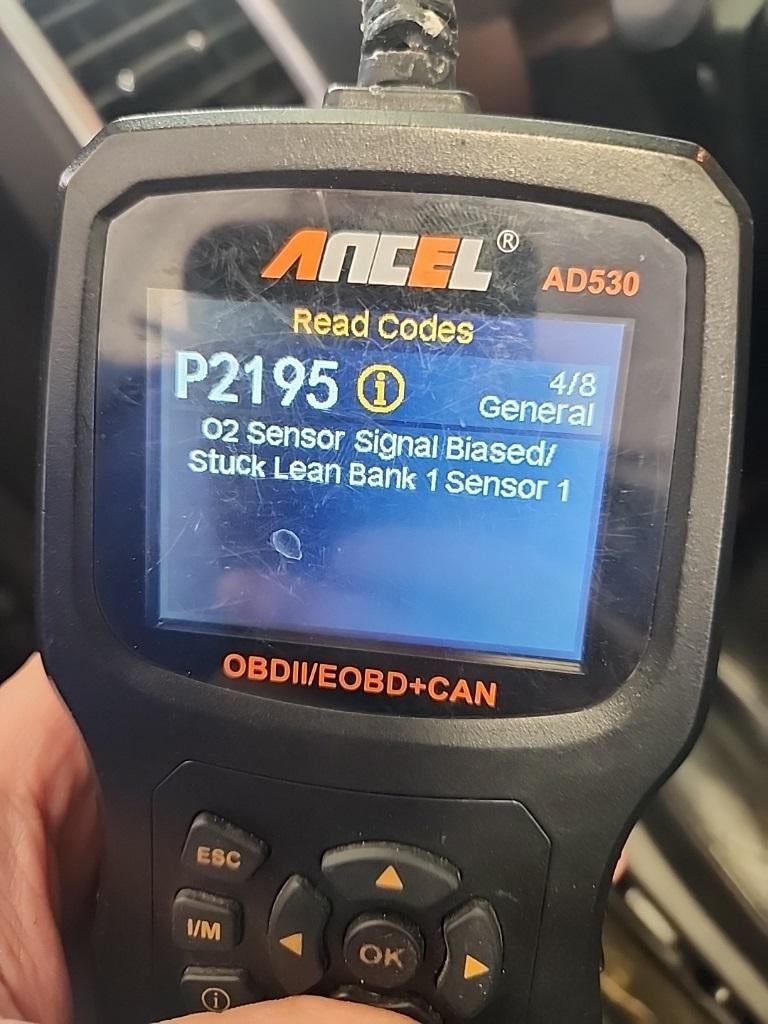 ANCEL®
AD530
Read Codes
P2195 i 4/8
General
O2 Sensor Signal Biased/
Stuck Lean Bank 1 Sensor 1
OBDII/EOBD+CAN
ESC
I/M
OK
i